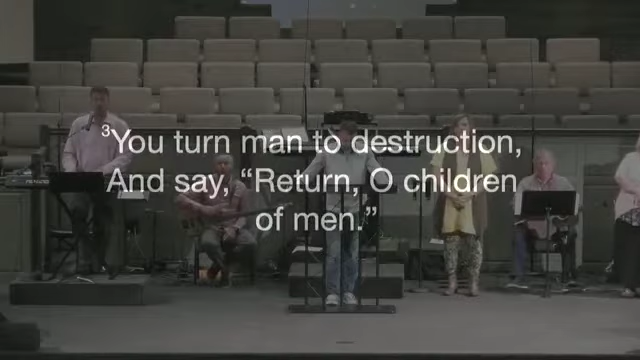 ³You turn man to destruction,
And say, “Return, O children
of men.”